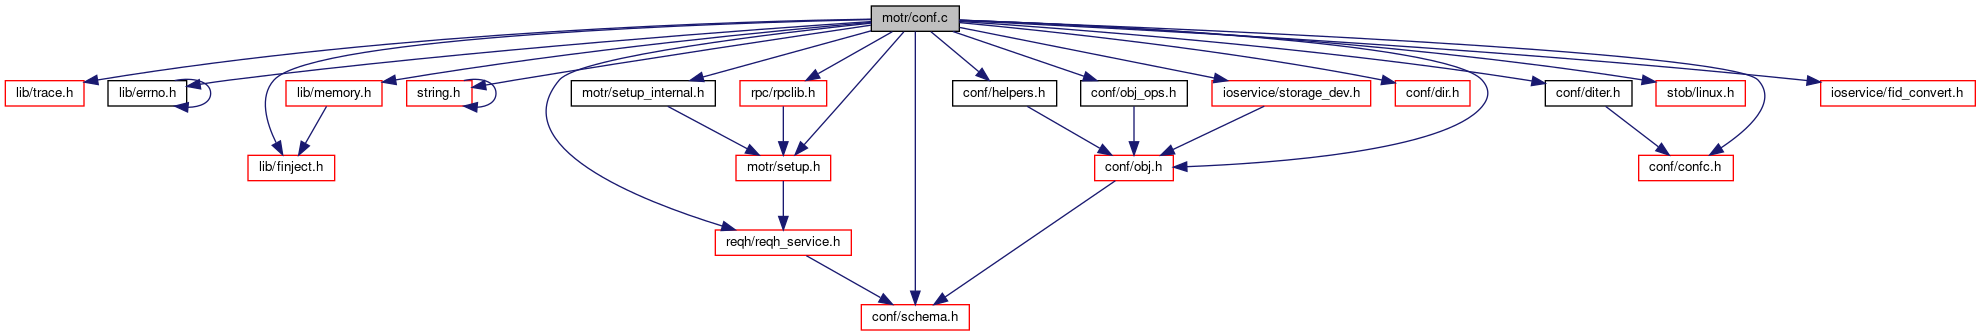 motr/conf.c
lib/trace.h
lib/errno.h
lib/memory.h
string.h
motr/setup_internal.h
rpc/rpclib.h
conf/helpers.h
conf/obj_ops.h
ioservice/storage_dev.h
conf/dir.h
conf/diter.h
stob/linux.h
ioservice/fid_convert.h
lib/finject.h
motr/setup.h
conf/obj.h
conf/confc.h
reqh/reqh_service.h
conf/schema.h